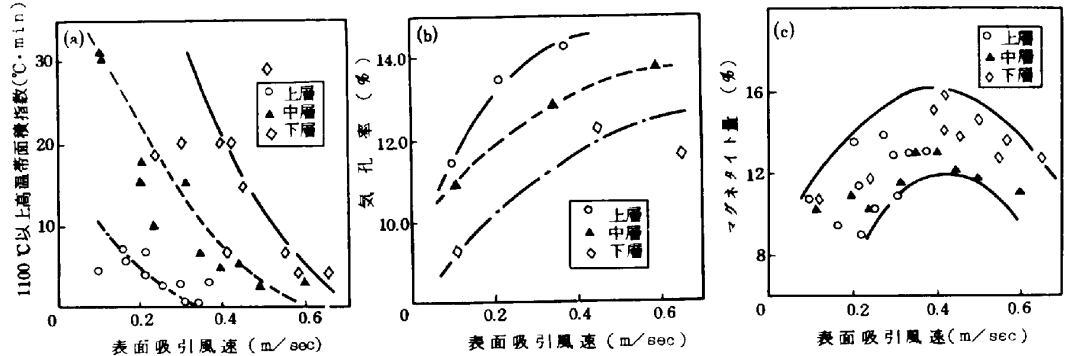 (a)
1100℃以上高温帯面積指数(℃・min)
30
20
10
0
0.2
0.4
0.6
上層
中層
下層
表面吸引風速(m/sec)
(b)
気孔率(%)
14.0
12.0
10.0
0
0.2
0.4
0.6
上層
中層
下層
表面吸引風速(m/sec)
(c)
マグネタイト量(%)
16
12
8
0
0.2
0.4
0.6
上層
中層
下層
表面吸引風速(m/sec)